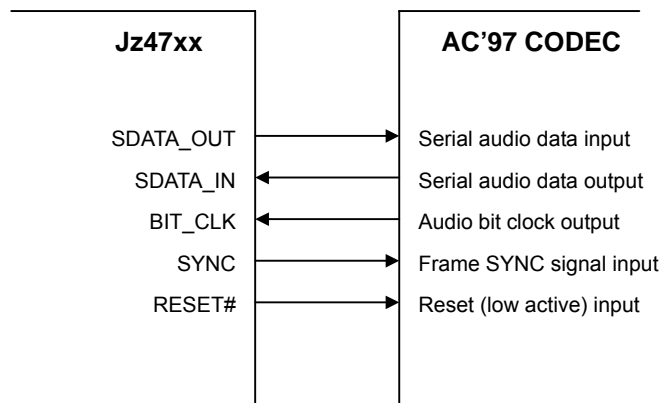 Jz47xx AC’97 CODEC
SDATA_OUT Serial audio data input
SDATA_IN Serial audio data output
BIT_CLK Audio bit clock output
SYNC Frame SYNC signal input
RESET# Reset (low active) input